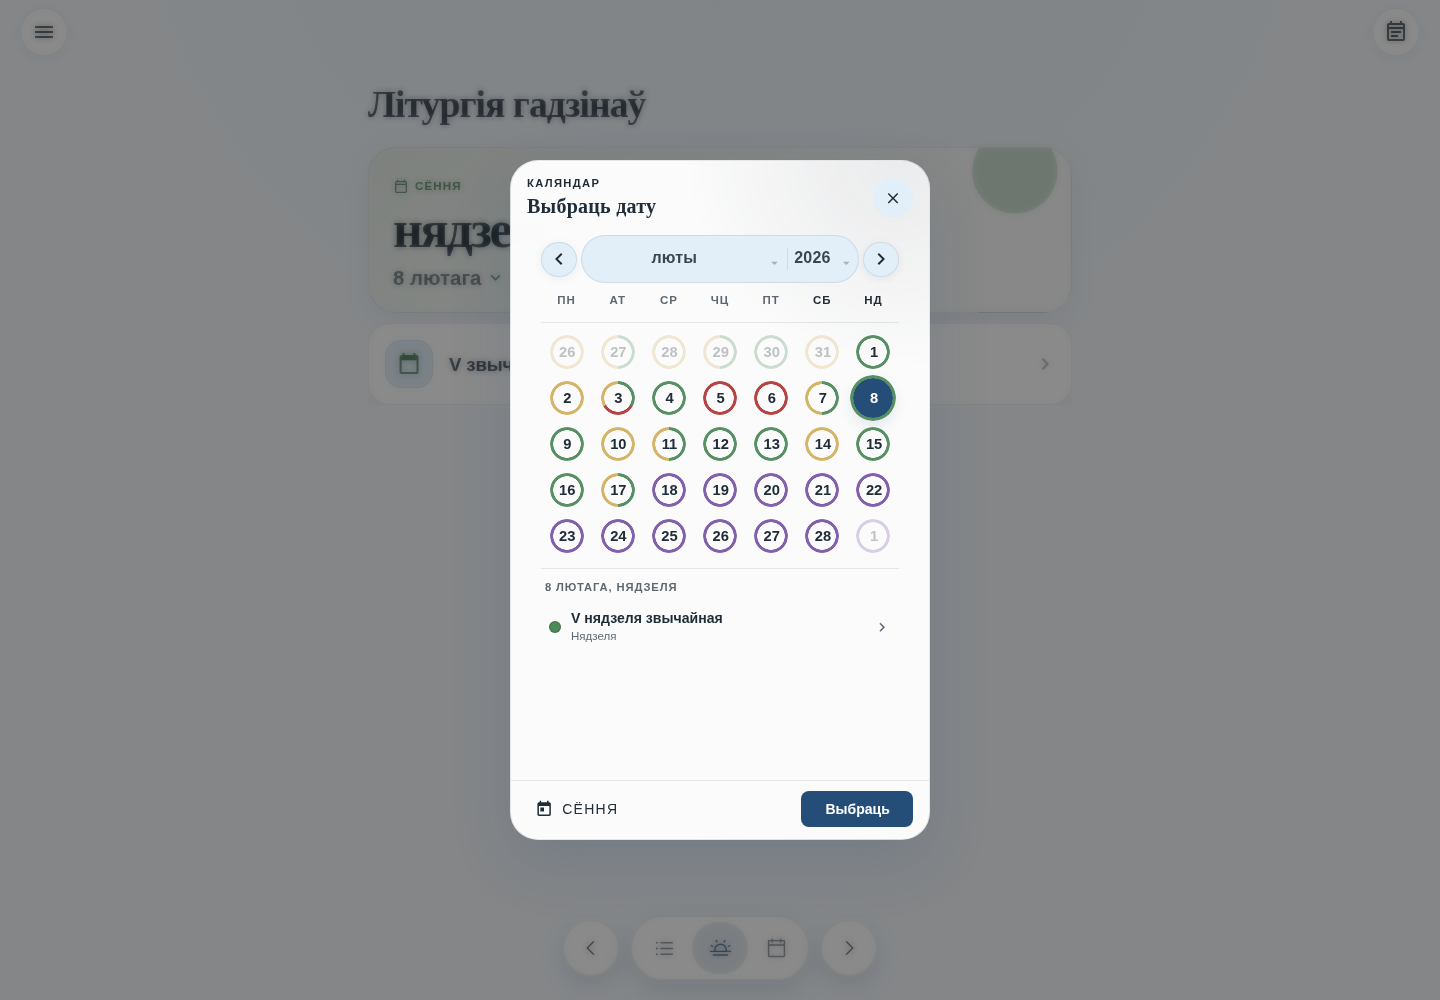 Літургія гадзінаў
СЁННЯ
8 лютага
КАЛЯНДАР
Выбраць дату
люты 2026
ПН АТ СР ЧЦ ПТ СБ НД
26 27 28 29 30 31 1
2 3 4 5 6 7 8
9 10 11 12 13 14 15
16 17 18 19 20 21 22
23 24 25 26 27 28 1
8 ЛЮТАГА, НЯДЗЕЛЯ
V нядзеля звычайная
Нядзеля
СЁННЯ
Выбраць